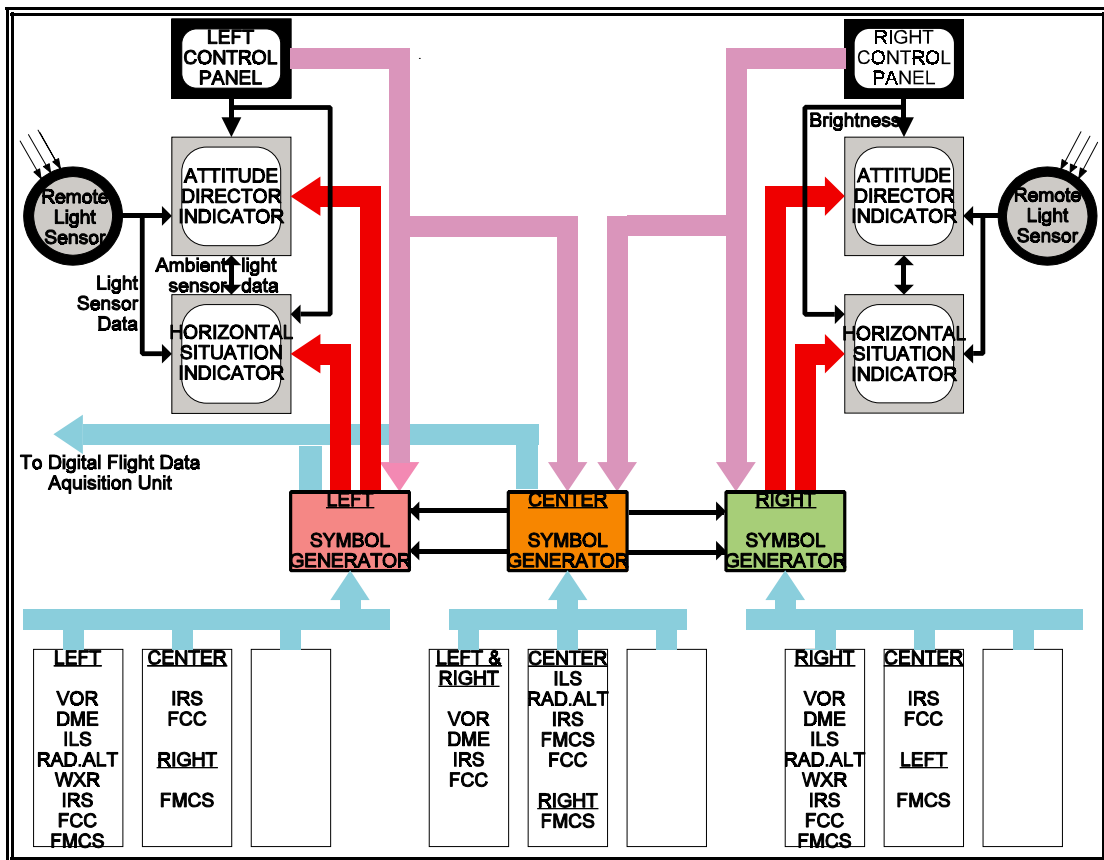 LEFT
CONTROL
PANEL
RIGHT
CONTROL
PANEL
Brightness
Remote
Light
Sensor
ATTITUDE
DIRECTOR
INDICATOR
ATTITUDE
DIRECTOR
INDICATOR
Remote
Light
Sensor
Ambient light
sensor data
Light
Sensor
Data
HORIZONTAL
SITUATION
INDICATOR
HORIZONTAL
SITUATION
INDICATOR
To Digital Flight Data
Aquisition Unit
LEFT
SYMBOL
GENERATOR
CENTER
SYMBOL
GENERATOR
RIGHT
SYMBOL
GENERATOR
LEFT
VOR
DME
ILS
RAD.ALT
WXR
IRS
FCC
FMCS
CENTER
IRS
FCC
RIGHT
FMCS
LEFT &
RIGHT
VOR
DME
IRS
FCC
CENTER
ILS
RAD.ALT
IRS
FMCS
FCC
RIGHT
FMCS
RIGHT
VOR
DME
ILS
RAD.ALT
WXR
IRS
FCC
FMCS
CENTER
IRS
FCC
LEFT
FMCS